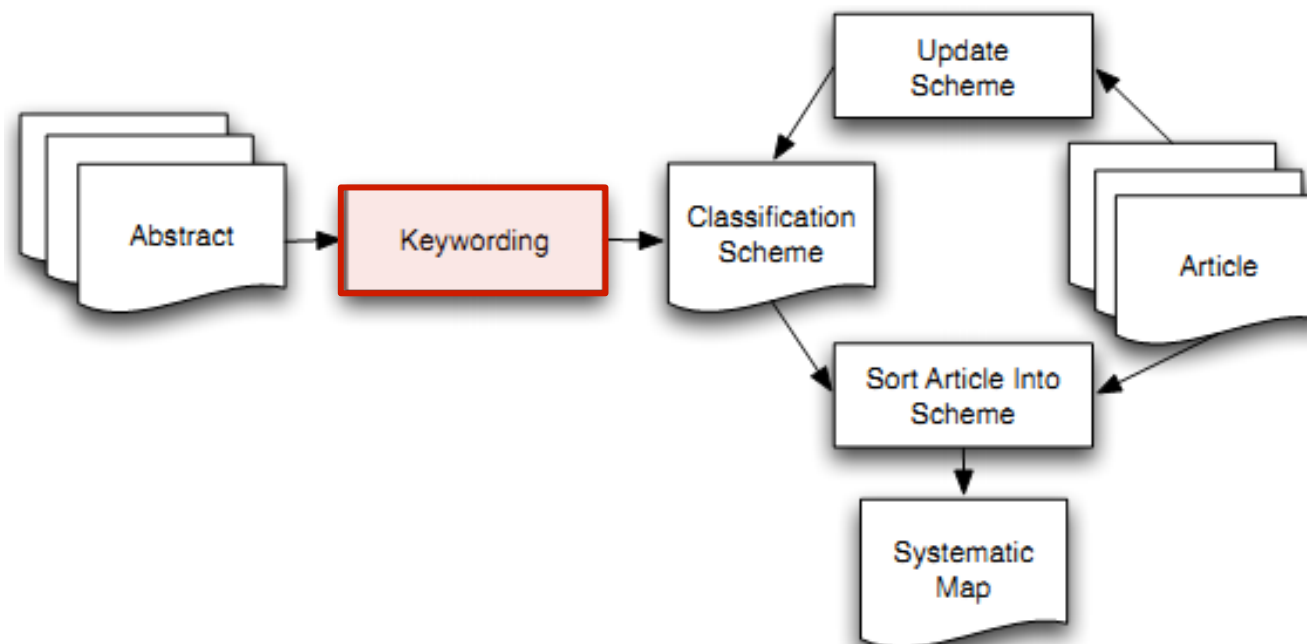 Update
Scheme
Abstract
Keywording
Classification
Scheme
Article
Sort Article Into
Scheme
Systematic
Map